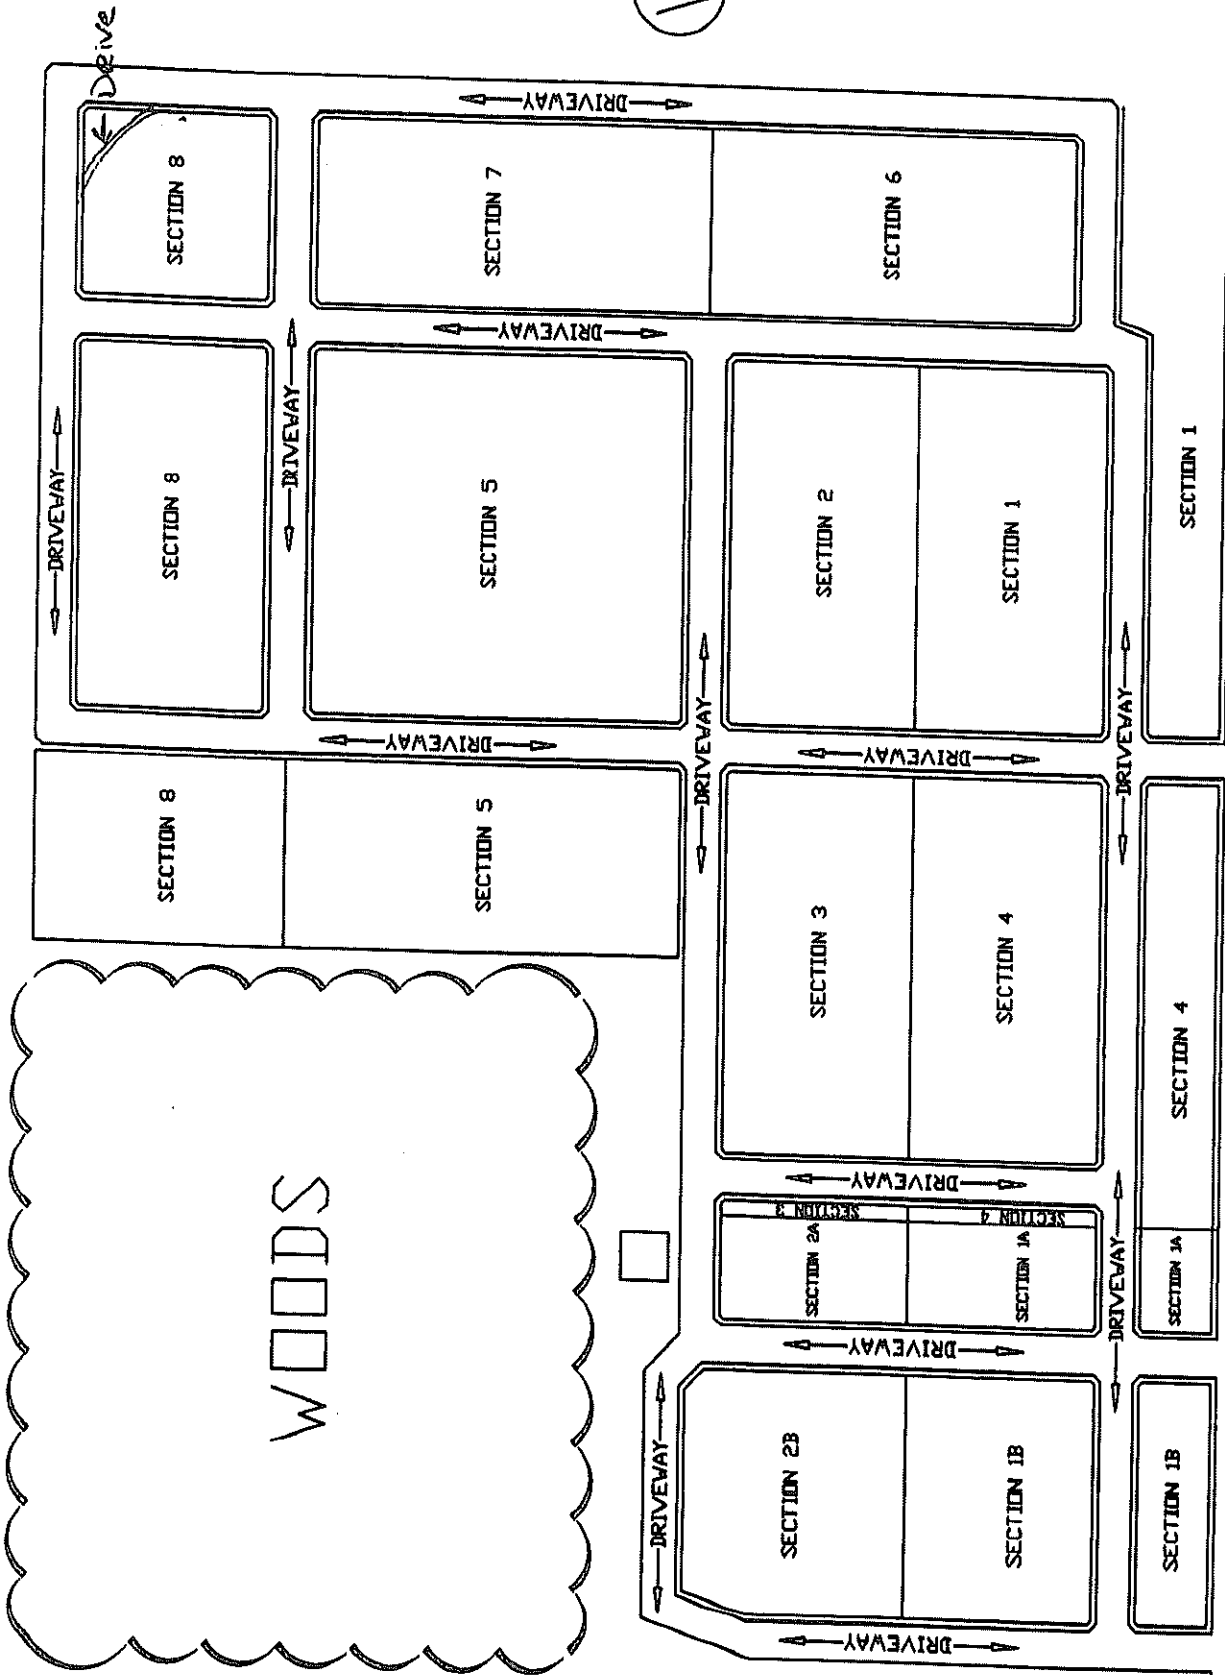 Drive
DRIVEWAY
SECTION 8
SECTION 7
SECTION 6
DRIVEWAY
DRIVEWAY
DRIVEWAY
SECTION 8
SECTION 5
SECTION 2
SECTION 1
SECTION 1
DRIVEWAY
DRIVEWAY
DRIVEWAY
DRIVEWAY
SECTION 8
SECTION 5
SECTION 3
SECTION 4
SECTION 4
WOODS
DRIVEWAY
SECTION 3
SECTION 4
SECTION 2A
SECTION 1A
SECTION 1A
DRIVEWAY
DRIVEWAY
DRIVEWAY
SECTION 2B
SECTION 1B
SECTION 1B
DRIVEWAY